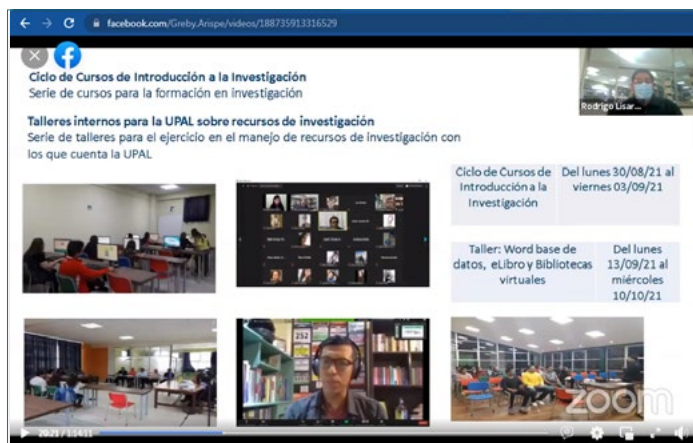 facebook.com/Greby.Arispe/videos/188735913316529
Ciclo de Cursos de Introducción a la Investigación
Serie de cursos para la formación en investigación
Rodrigo Lisar...
Talleres internos para la UPAL sobre recursos de investigación
Serie de talleres para el ejercicio en el manejo de recursos de investigación con
los que cuenta la UPAL
Ciclo de Cursos de
Introducción a la
Investigación
Del lunes 30/08/21 al
viernes 03/09/21
Taller: Word base de
datos, eLibro y Bibliotecas
virtuales
Del lunes
13/09/21 al
miércoles
10/10/21
252
zoom
20:21 / 1:14:11